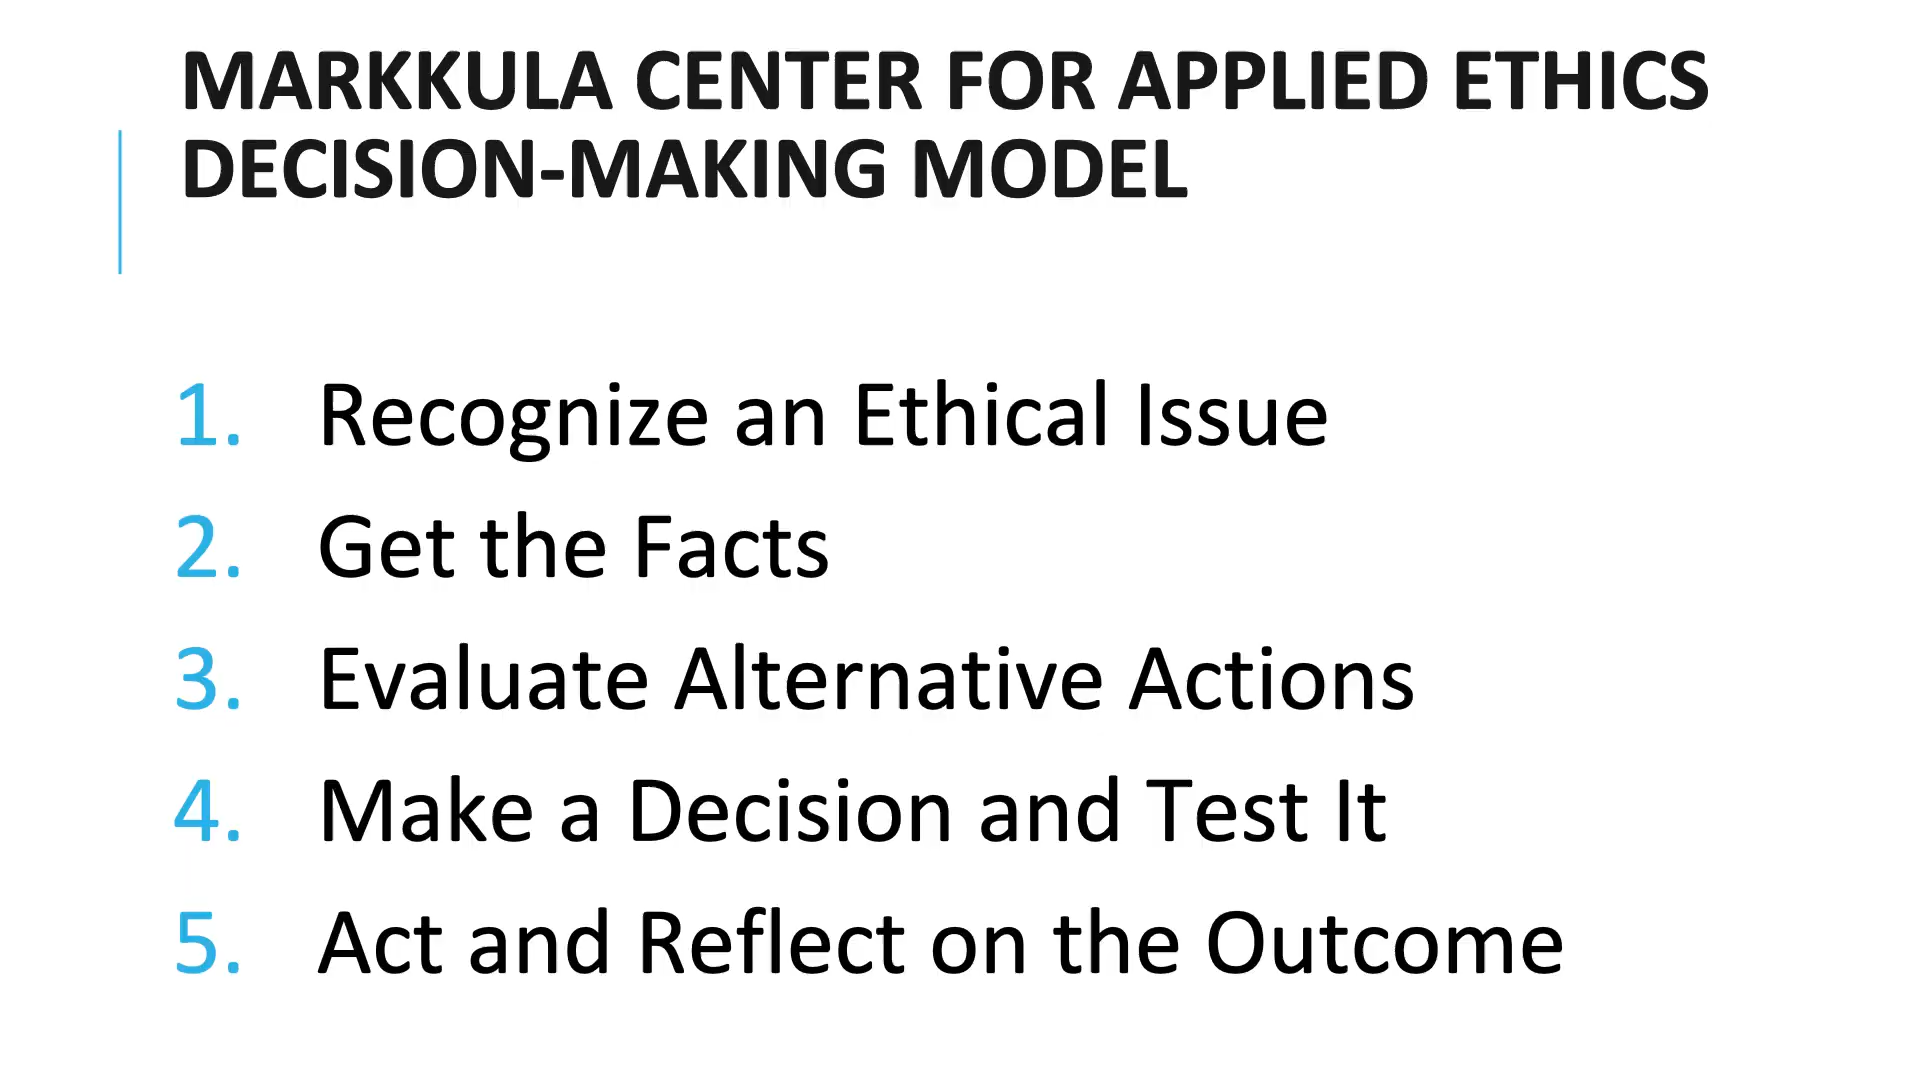 MARKKULA CENTER FOR APPLIED ETHICS
DECISION-MAKING MODEL
1. Recognize an Ethical Issue
2. Get the Facts
3. Evaluate Alternative Actions
4. Make a Decision and Test It
5. Act and Reflect on the Outcome